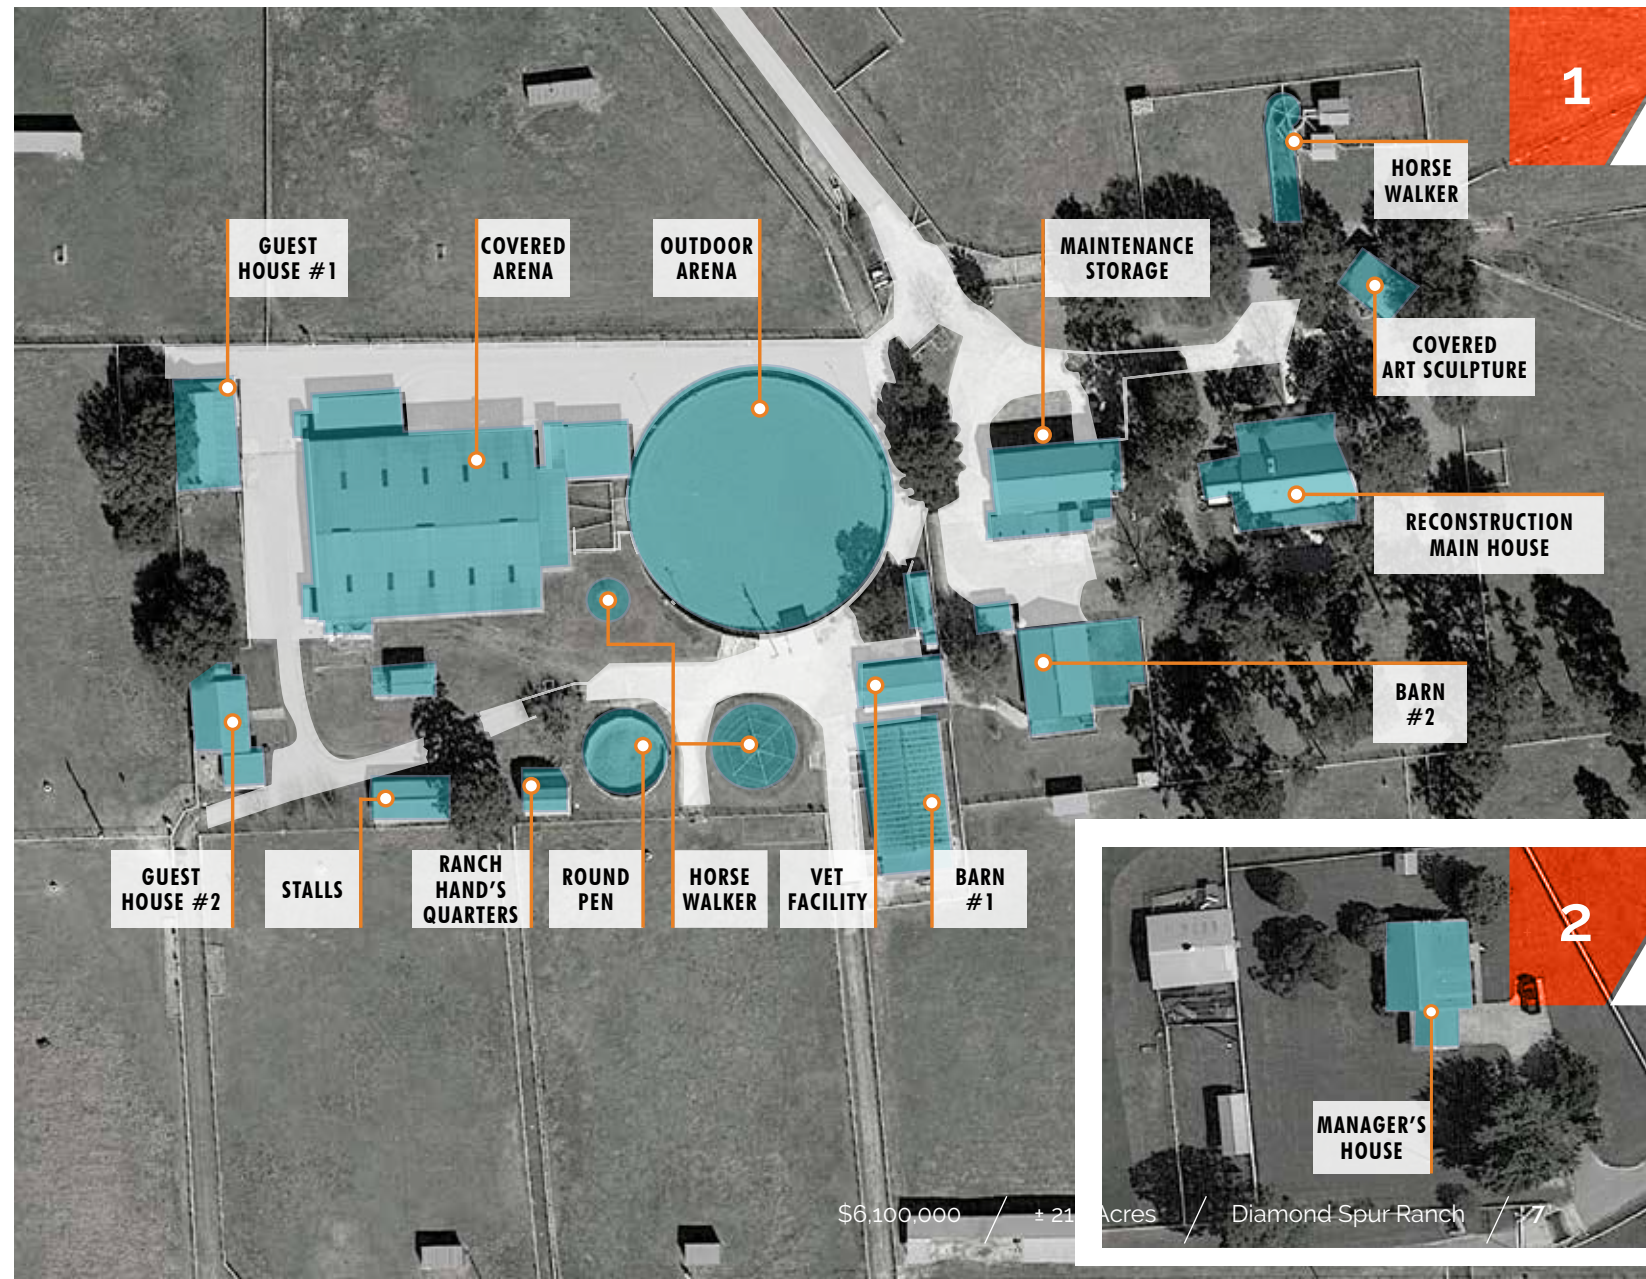 1
HORSE
WALKER
GUEST
HOUSE #1
COVERED
ARENA
OUTDOOR
ARENA
MAINTENANCE
STORAGE
COVERED
ART SCULPTURE
RECONSTRUCTION
MAIN HOUSE
BARN
#2
GUEST
HOUSE #2
STALLS
RANCH
HAND'S
QUARTERS
ROUND
PEN
HORSE
WALKER
VET
FACILITY
BARN
#1
2
MANAGER'S
HOUSE
$6,100,000 / ± 21 Acres / Diamond Spur Ranch / 7